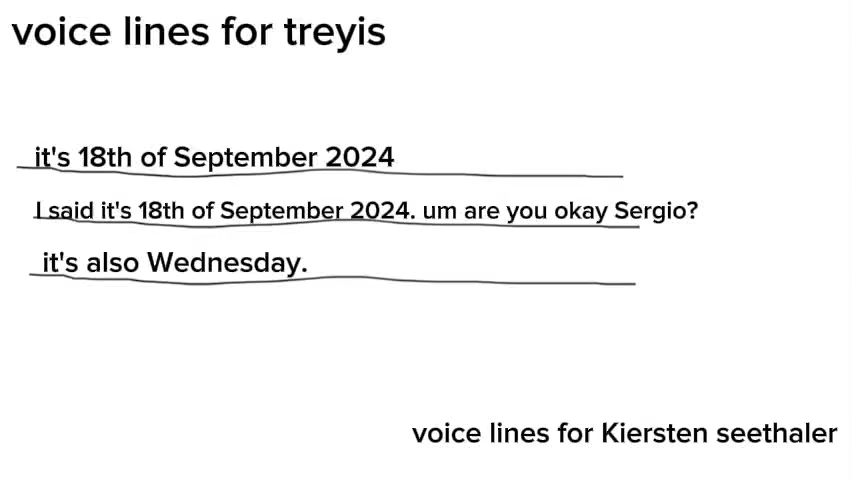 voice lines for treyis
it's 18th of September 2024
I said it's 18th of September 2024. um are you okay Sergio?
it's also Wednesday.
voice lines for Kiersten seethaler